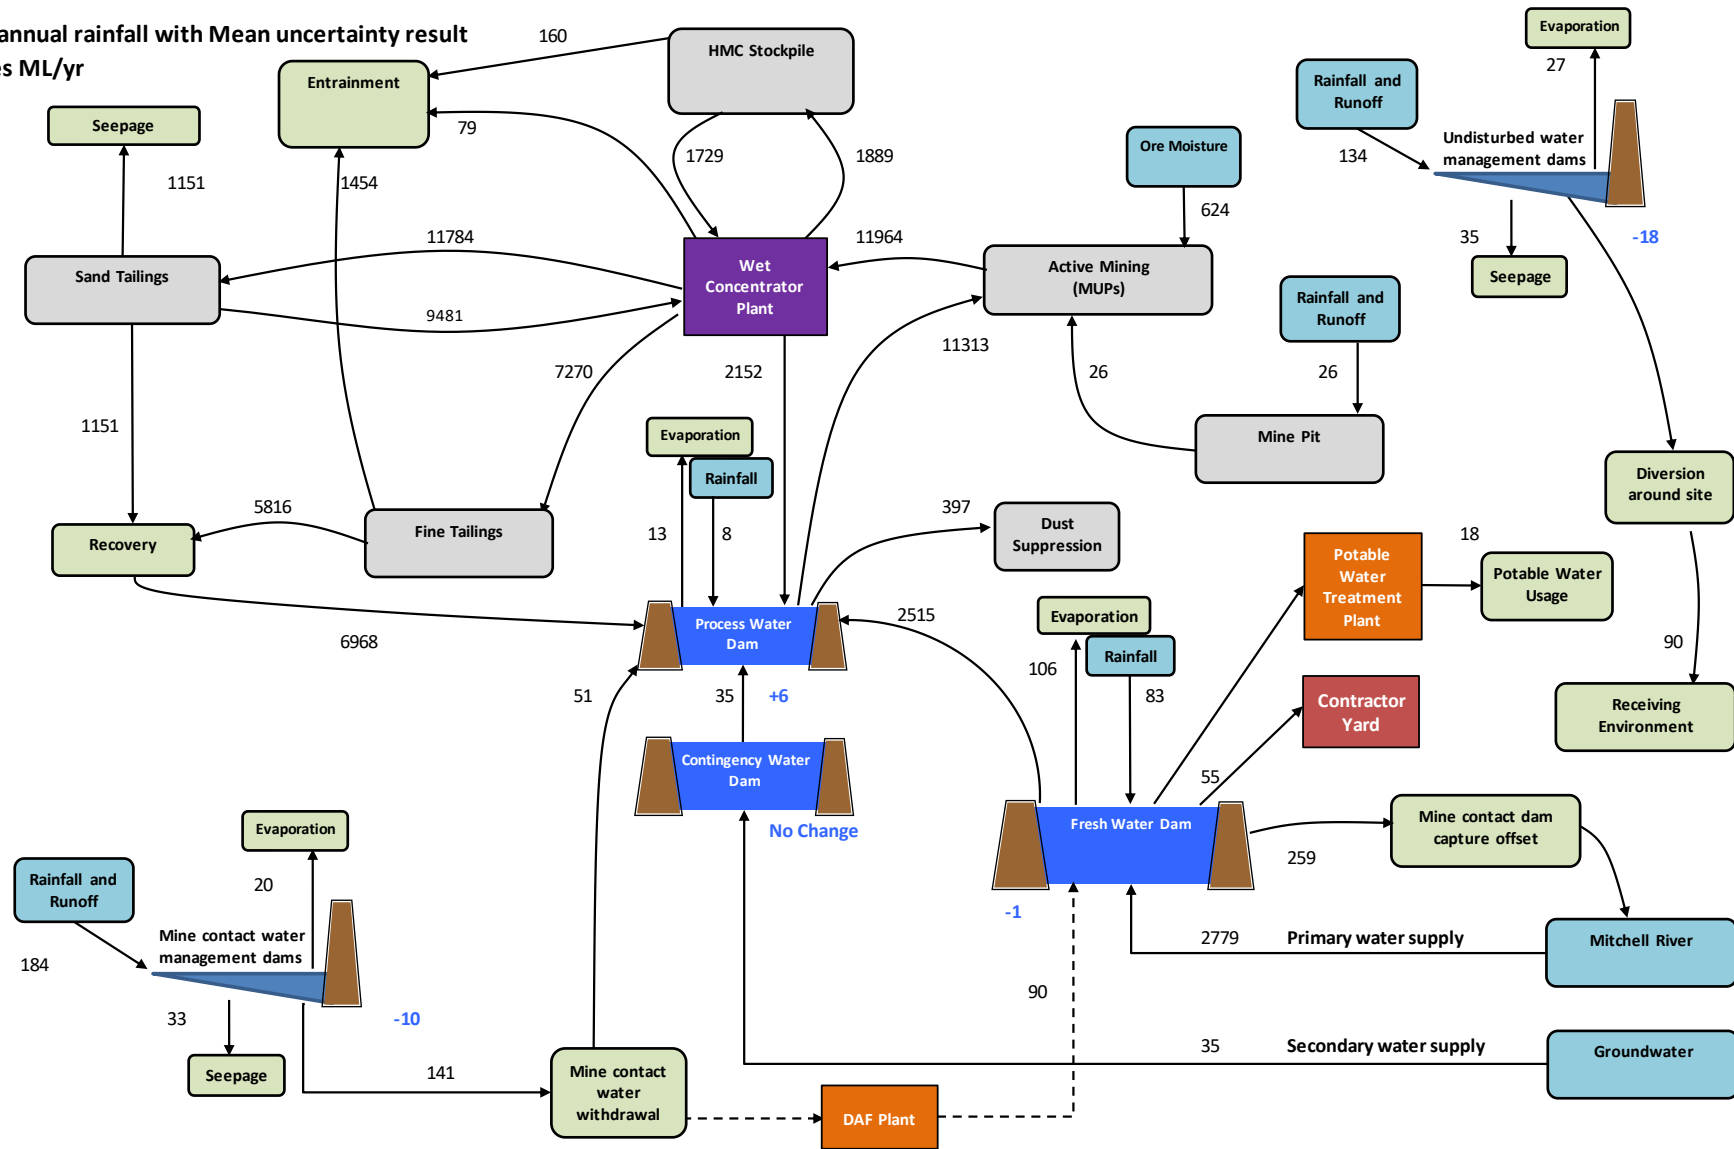 annual rainfall with Mean uncertainty result
es ML/yr
160
HMC Stockpile
Entrainment
79
Seepage
1151
1454
1729
1889
Ore Moisture
624
Evaporation
27
Rainfall and
Runoff
134
Undisturbed water
management dams
-18
35
Seepage
Sand Tailings
11784
9481
Wet
Concentrator
Plant
11964
Active Mining
(MUPs)
Rainfall and
Runoff
26
26
Mine Pit
11313
7270
2152
1151
Evaporation
Rainfall
13
8
5816
Recovery
Fine Tailings
397
Dust
Suppression
Diversion
around site
90
Receiving
Environment
Potable
Water
Treatment
Plant
18
Potable Water
Usage
6968
Process Water
Dam
2515
51
35
+6
Evaporation
Rainfall
106
83
Contractor
Yard
55
Contingency Water
Dam
No Change
Fresh Water Dam
-1
259
Mine contact dam
capture offset
Evaporation
20
Rainfall and
Runoff
184
Mine contact water
management dams
-10
33
Seepage
141
Mine contact
water
withdrawal
DAF Plant
90
2779
Primary water supply
Mitchell River
35
Secondary water supply
Groundwater